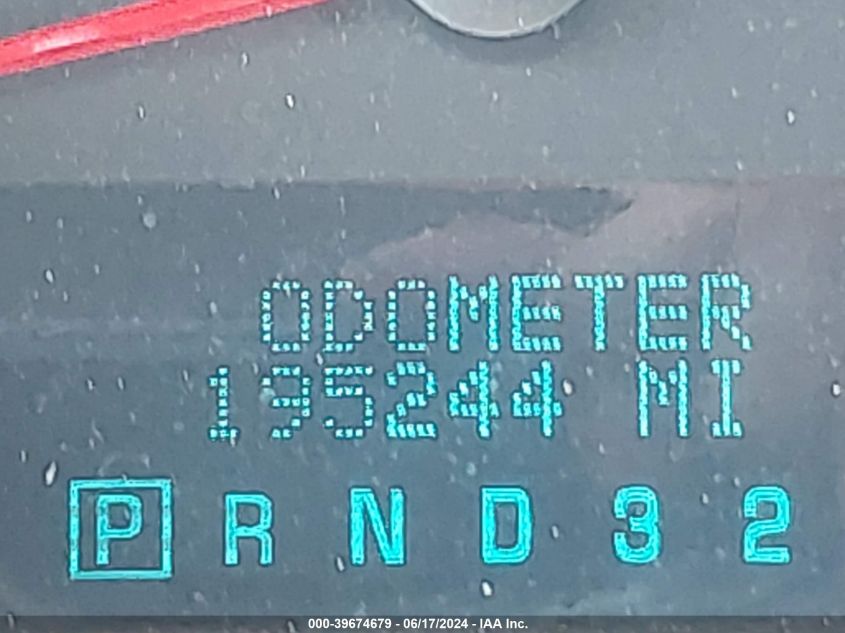 ODOMETER
195244 MI
P R N D 3 2
000-39674679 - 06/17/2024 - IAA Inc.